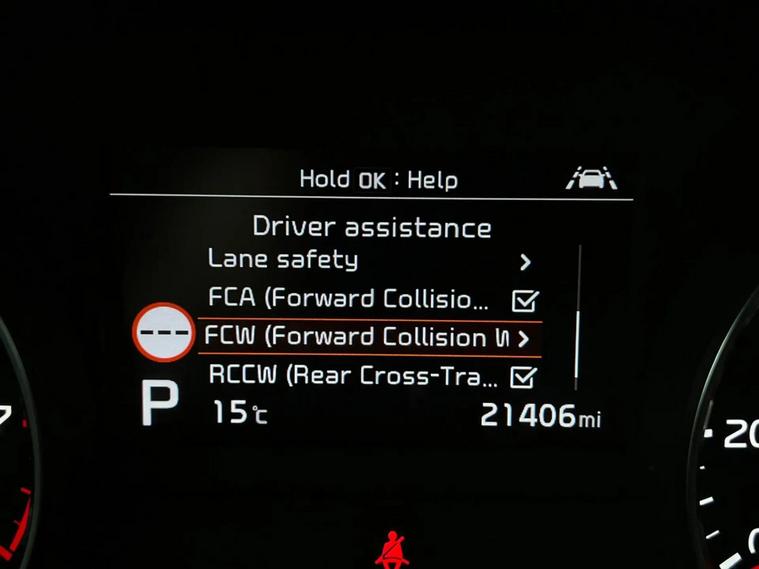 Hold OK : Help
Driver assistance
Lane safety
FCA (Forward Collisio...
FCW (Forward Collision W
RCCW (Rear Cross-Tra...
---
P 15°C 21406mi
20